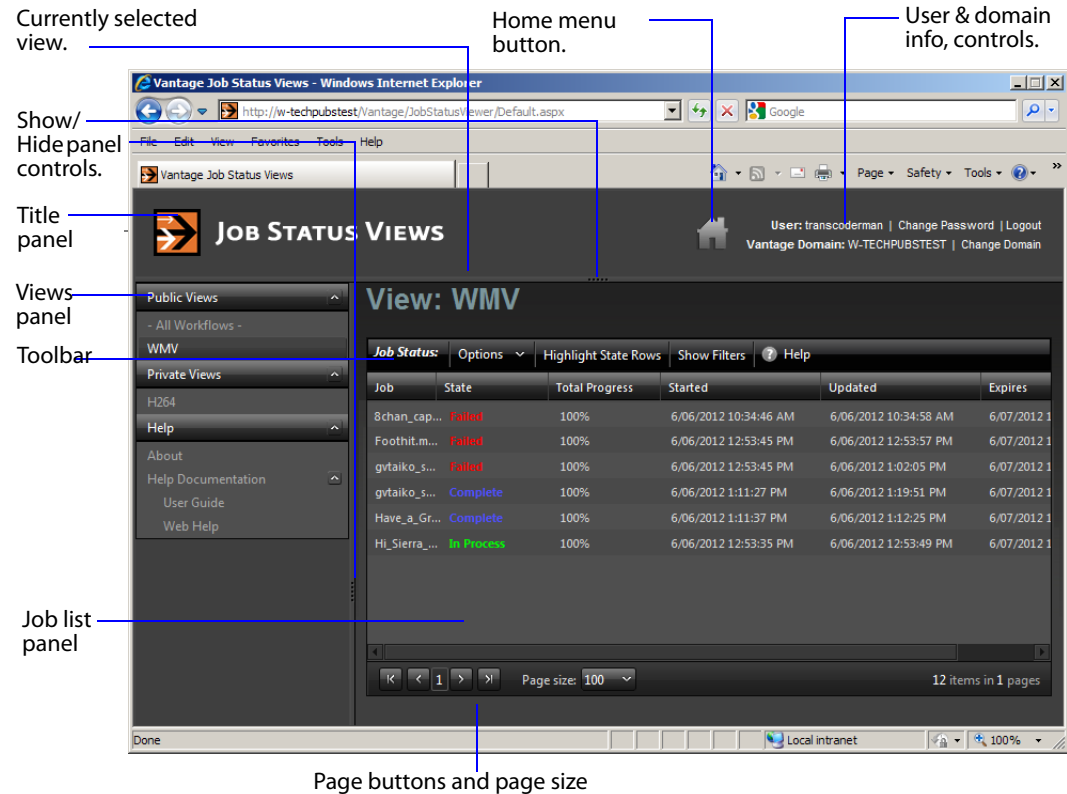 Currently selected
view.
Home menu
button.
User & domain
info, controls.
Vantage Job Status Views - Windows Internet Explorer
http://w-techpubstest/Vantage/JobStatusViewer/Default.aspx
Google
Show/
Hide panel
controls.
File Edit View Favorites Tools Help
Vantage Job Status Views
Page Safety Tools
Title
panel
JOB STATUS VIEWS
User: transcoderman | Change Password | Logout
Vantage Domain: W-TECHPUBSTEST | Change Domain
Views
panel
Public Views
- All Workflows -
WMV
Private Views
H264
Help
About
Help Documentation
User Guide
Web Help
View: WMV
Toolbar
Job Status: Options Highlight State Rows Show Filters ? Help
Job State Total Progress Started Updated Expires
8chan_cap... Failed 100% 6/06/2012 10:34:46 AM 6/06/2012 10:34:58 AM 6/07/2012 1
Foothit.m... Failed 100% 6/06/2012 12:53:45 PM 6/06/2012 12:53:57 PM 6/07/2012 1
gvtaiko_s... Failed 100% 6/06/2012 12:53:45 PM 6/06/2012 1:02:05 PM 6/07/2012 1
gvtaiko_s... Complete 100% 6/06/2012 1:11:27 PM 6/06/2012 1:19:51 PM 6/07/2012 1
Have_a_Gr... Complete 100% 6/06/2012 1:11:37 PM 6/06/2012 1:12:25 PM 6/07/2012 1
Hi_Sierra_... In Process 100% 6/06/2012 12:53:35 PM 6/06/2012 12:53:49 PM 6/07/2012 1
Job list
panel
1 Page size: 100 12 items in 1 pages
Done Local intranet 100%
Page buttons and page size